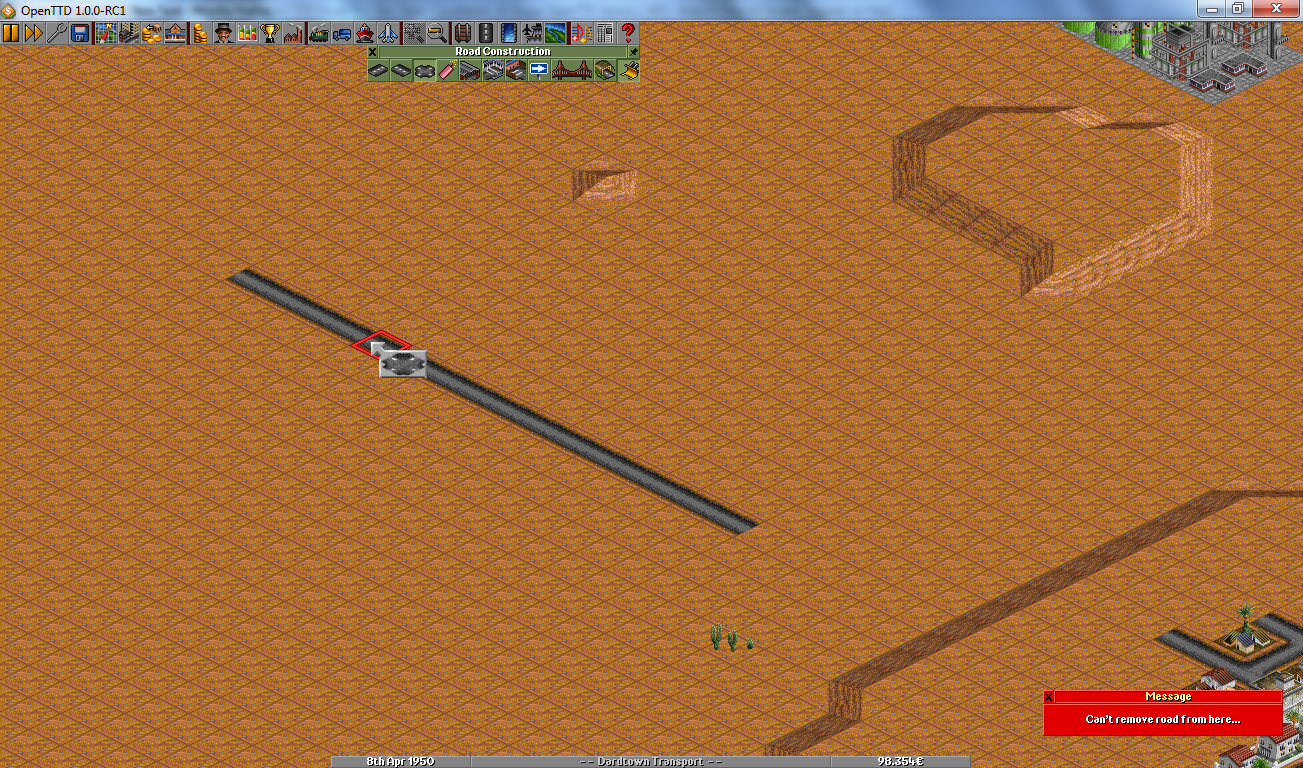 OpenTTD 1.0.0-RC1
Road Construction
Message
Can't remove road from here...
8th Apr 1950
-- Dardtown Transport --
98.354€